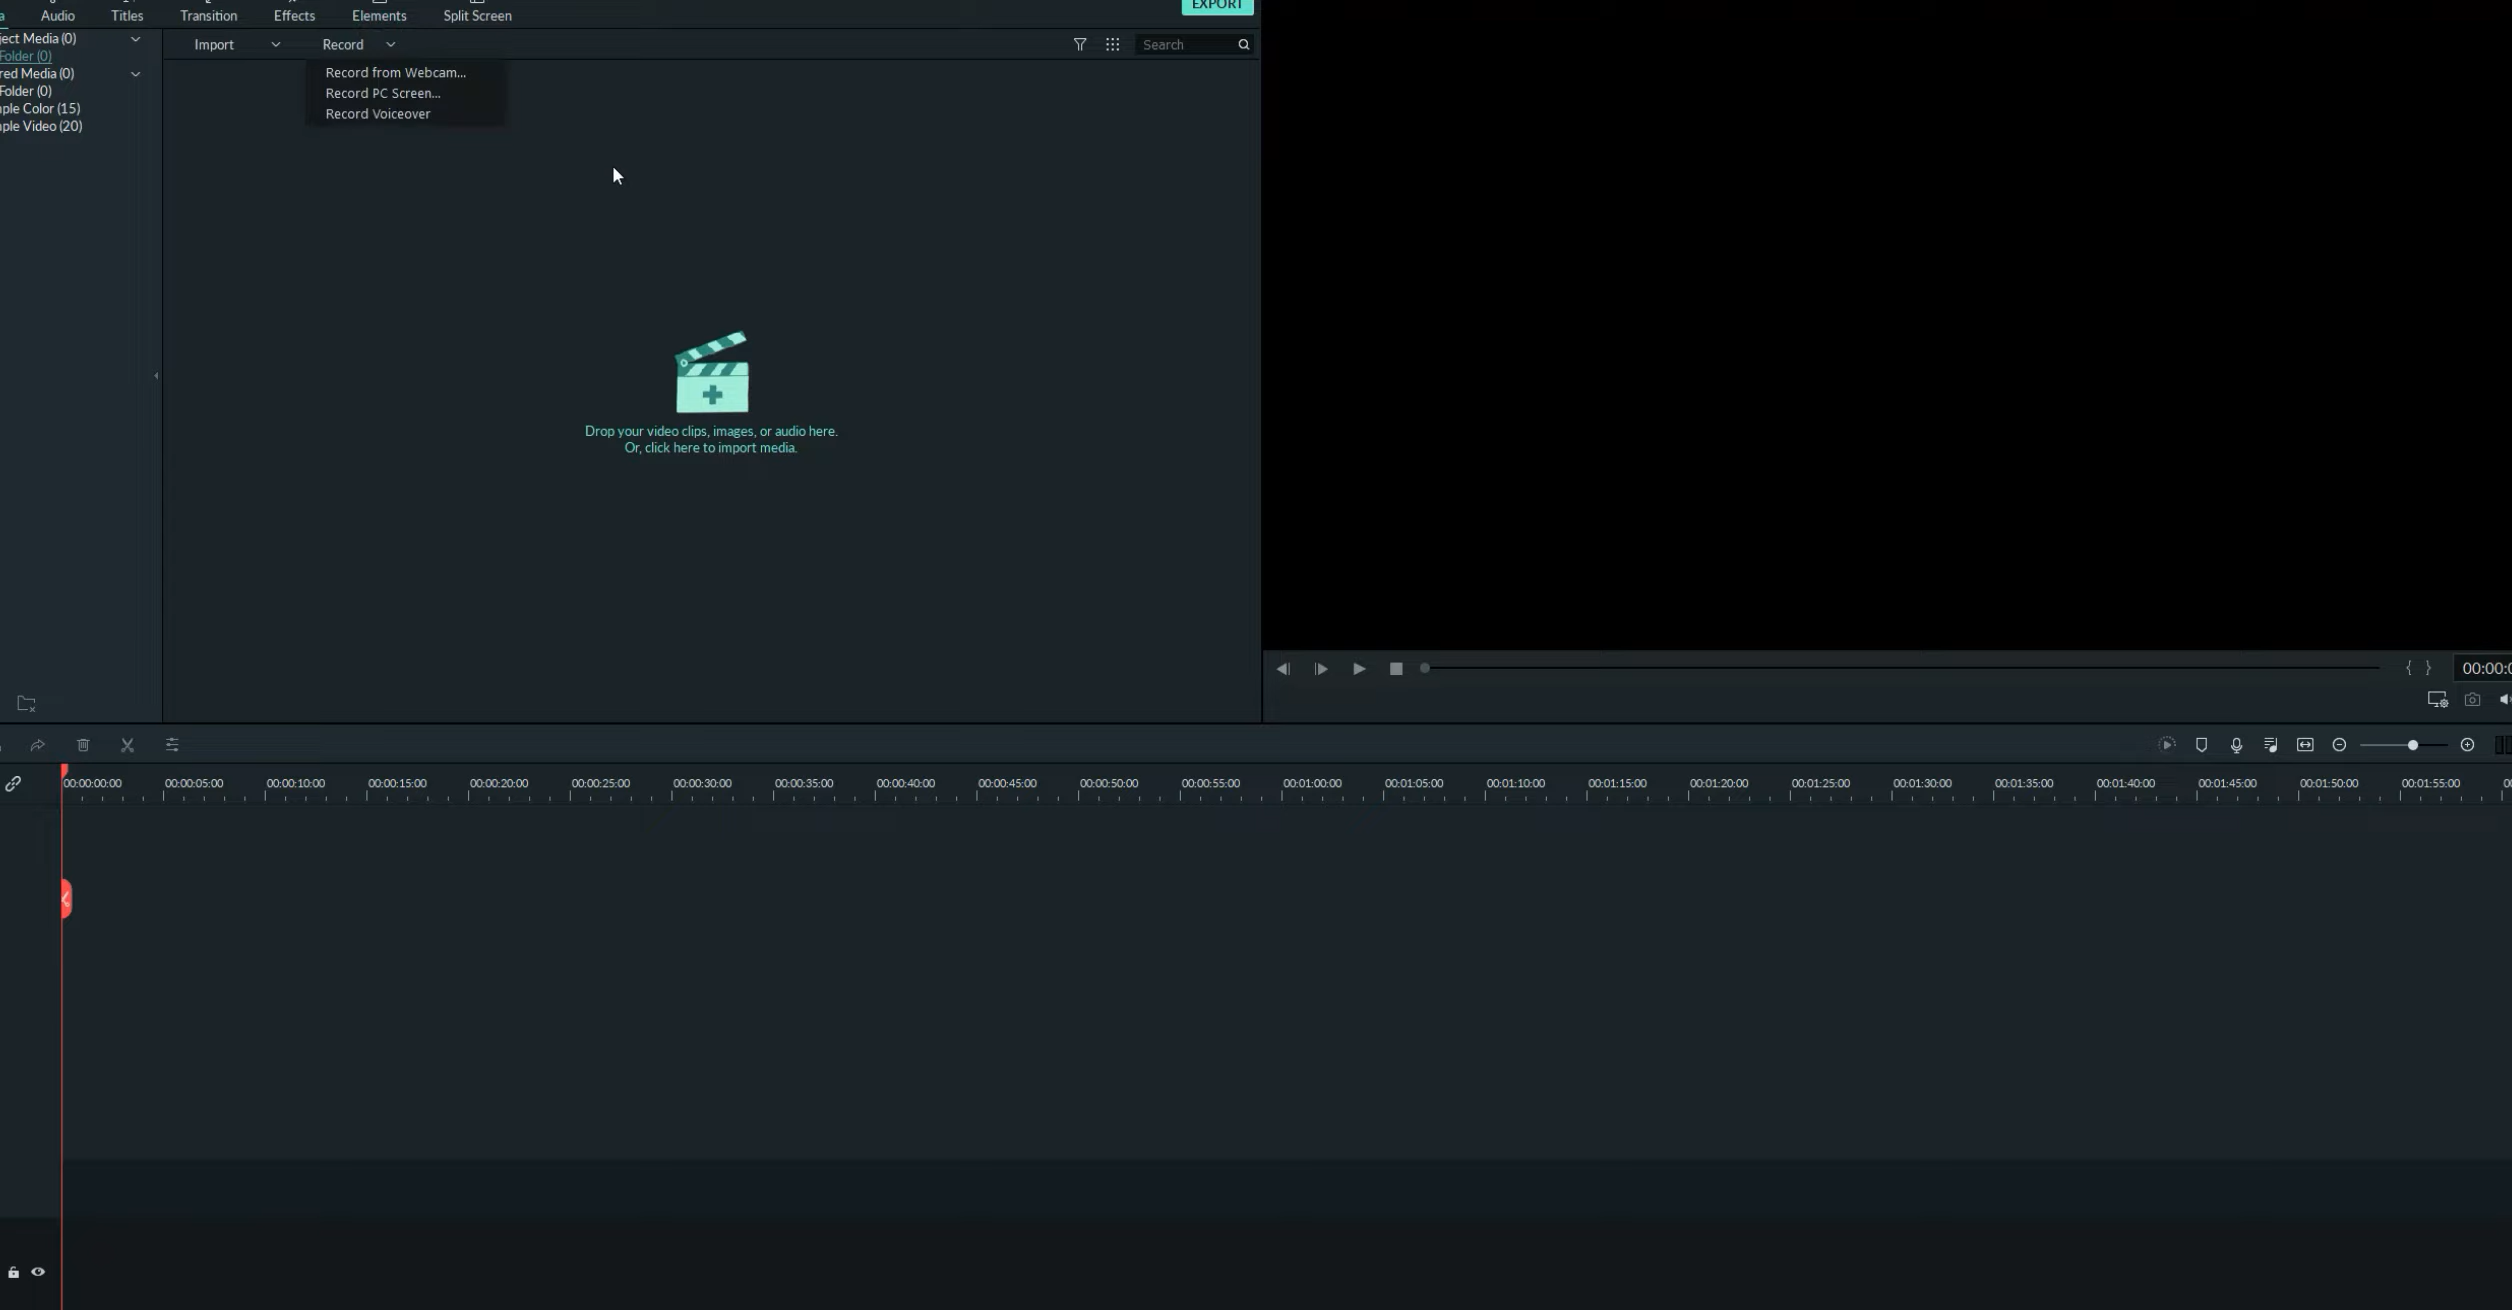 Audio Titles Transition Effects Elements Split Screen EXPORT
ject Media (0)
Folder (0)
red Media (0)
Folder (0)
ple Color (15)
ple Video (20)
Import Record Search
Record from Webcam...
Record PC Screen...
Record Voiceover
Drop your video clips, images, or audio here.
Or, click here to import media.
00:00:0
00:00:00:00 00:00:05:00 00:00:10:00 00:00:15:00 00:00:20:00 00:00:25:00 00:00:30:00 00:00:35:00 00:00:40:00 00:00:45:00 00:00:50:00 00:00:55:00 00:01:00:00 00:01:05:00 00:01:10:00 00:01:15:00 00:01:20:00 00:01:25:00 00:01:30:00 00:01:35:00 00:01:40:00 00:01:45:00 00:01:50:00 00:01:55:00